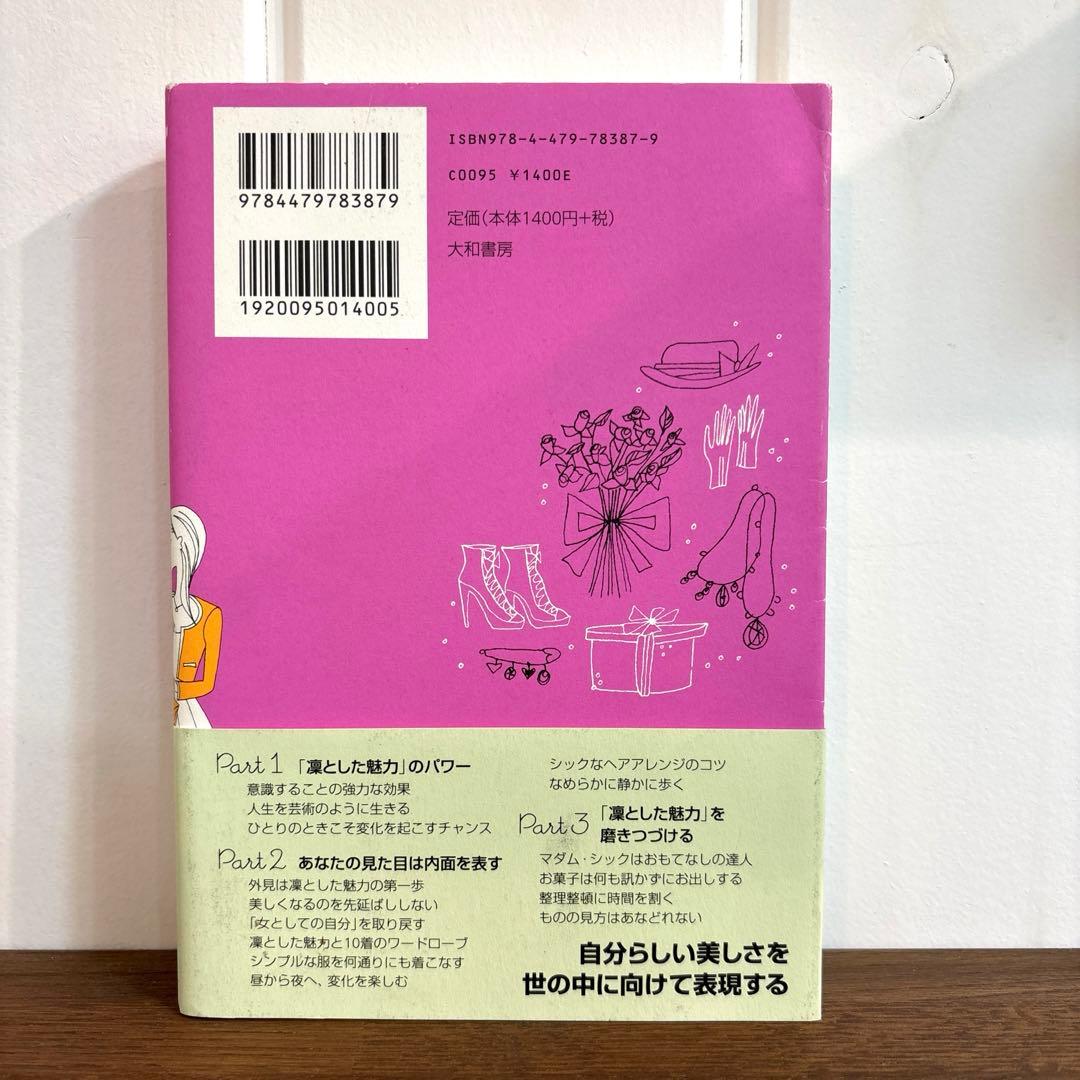 9784479783879
1920095014005
ISBN978-4-479-78387-9
C0095 ¥1400E
定価(本体1400円+税)
大和書房
Part 1 「凜とした魅力」のパワー
意識することの強力な効果
人生を芸術のように生きる
ひとりのときこそ変化を起こすチャンス
Part 2 あなたの見た目は内面を表す
外見は凜とした魅力の第一歩
美しくなるのを先延ばししない
「女としての自分」を取り戻す
凜とした魅力と10着のワードローブ
シンプルな服を何通りにも着こなす
昼から夜へ、変化を楽しむ
シックなヘアアレンジのコツ
なめらかに静かに歩く
Part 3 「凜とした魅力」を
磨きつづける
マダム・シックはおもてなしの達人
お菓子は何も訊かずにお出しする
整理整頓に時間を割く
ものの見方はあなどれない
自分らしい美しさを
世の中に向けて表現する